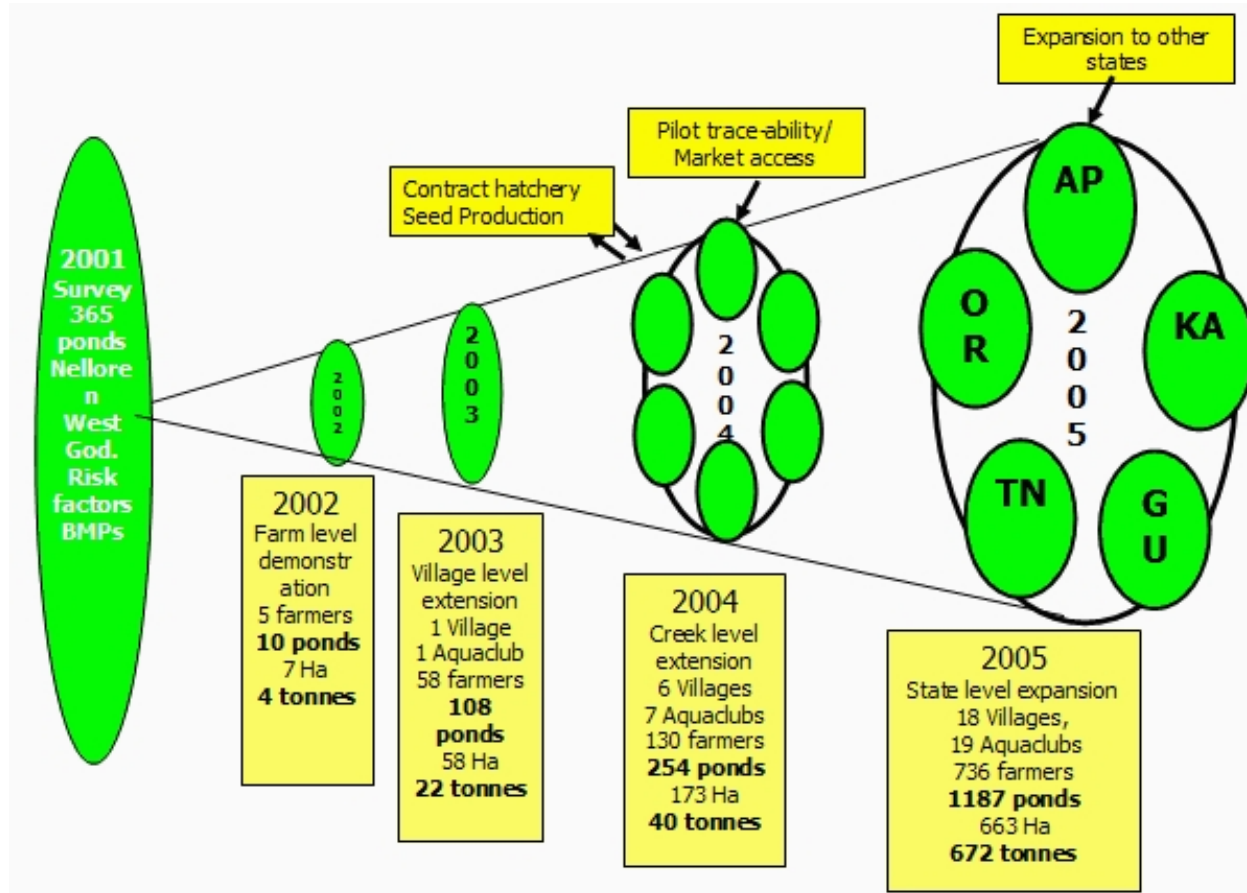 Expansion to other
states
Pilot trace-ability/
Market access
Contract hatchery
Seed Production
2001
Survey
365
ponds
Nellore
n
West
God.
Risk
factors
BMPs
2
0
0
2
2
0
0
3
2
0
0
4
AP
O
R
KA
2
0
0
5
TN
G
U
2002
Farm level
demonstr
ation
5 farmers
10 ponds
7 Ha
4 tonnes
2003
Village level
extension
1 Village
1 Aquaclub
58 farmers
108
ponds
58 Ha
22 tonnes
2004
Creek level
extension
6 Villages
7 Aquaclubs
130 farmers
254 ponds
173 Ha
40 tonnes
2005
State level expansion
18 Villages,
19 Aquaclubs
736 farmers
1187 ponds
663 Ha
672 tonnes